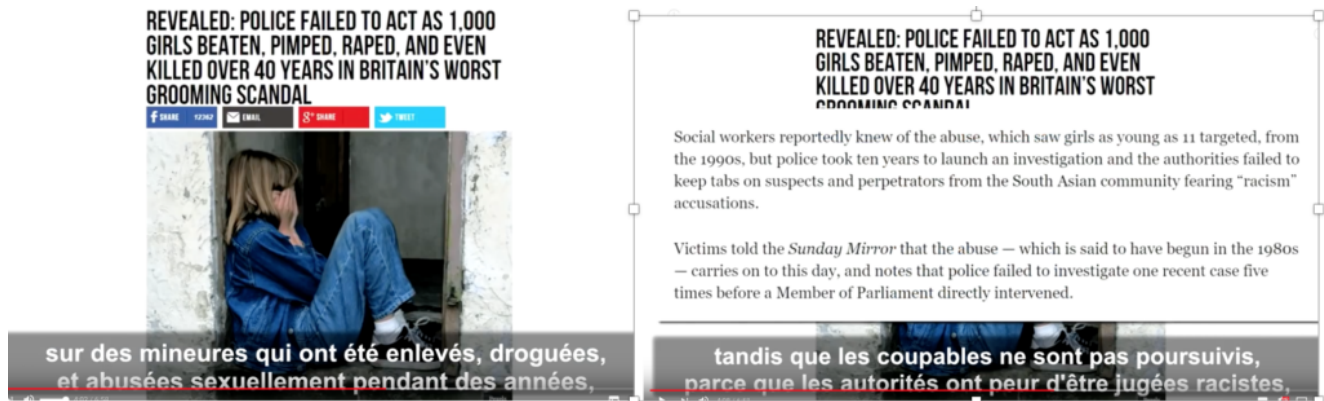 REVEALED: POLICE FAILED TO ACT AS 1,000
GIRLS BEATEN, PIMPED, RAPED, AND EVEN
KILLED OVER 40 YEARS IN BRITAIN'S WORST
GROOMING SCANDAL
SHARE 12362 EMAIL SHARE TWEET
sur des mineures qui ont été enlevés, droguées,
et abusées sexuellement pendant des années,
REVEALED: POLICE FAILED TO ACT AS 1,000
GIRLS BEATEN, PIMPED, RAPED, AND EVEN
KILLED OVER 40 YEARS IN BRITAIN'S WORST
GROOMING SCANDAL
Social workers reportedly knew of the abuse, which saw girls as young as 11 targeted, from
the 1990s, but police took ten years to launch an investigation and the authorities failed to
keep tabs on suspects and perpetrators from the South Asian community fearing “racism”
accusations.
Victims told the Sunday Mirror that the abuse — which is said to have begun in the 1980s
— carries on to this day, and notes that police failed to investigate one recent case five
times before a Member of Parliament directly intervened.
tandis que les coupables ne sont pas poursuivis,
parce que les autorités ont peur d'être jugées racistes,